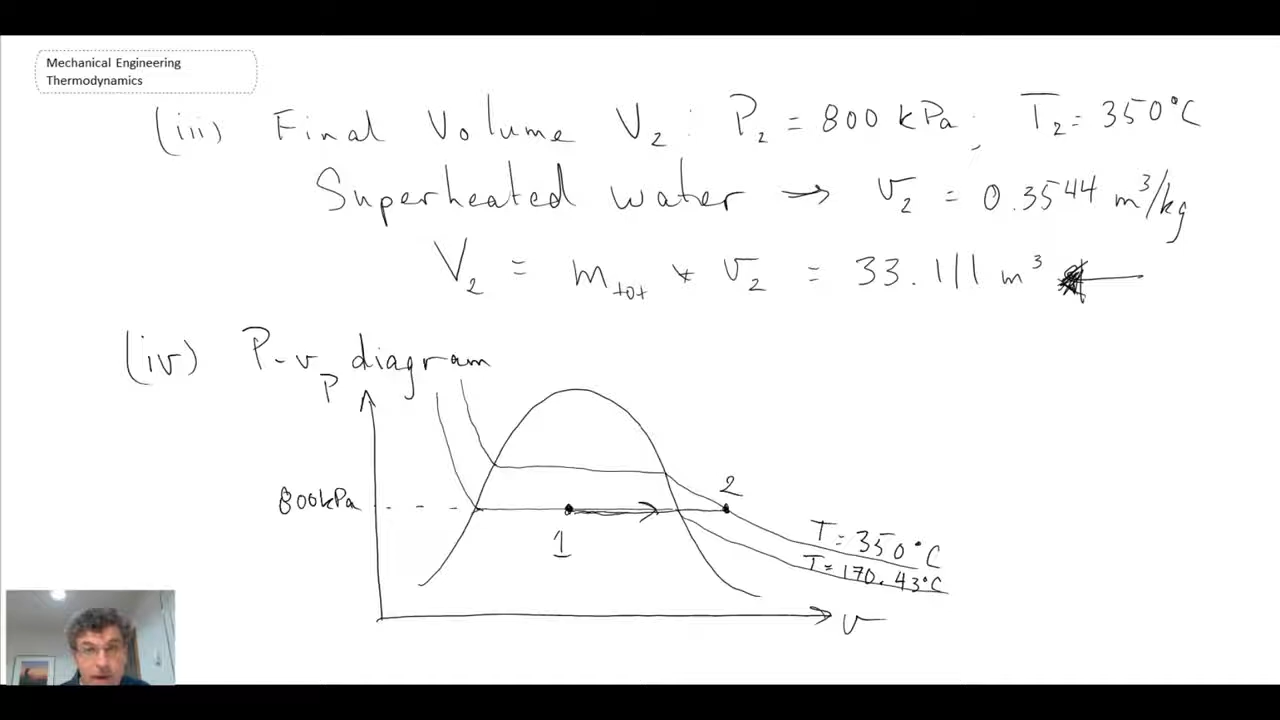 Mechanical Engineering
Thermodynamics
(iii) Final Volume V₂ : P₂ = 800 kPa; T₂ = 350°C
Superheated water → v₂ = 0.3544 m³/kg
V₂ = m_tot * v₂ = 33.111 m³ ←
(iv) P-v diagram
P
800kPa
2
1
T=350°C
T=170.43°C
v